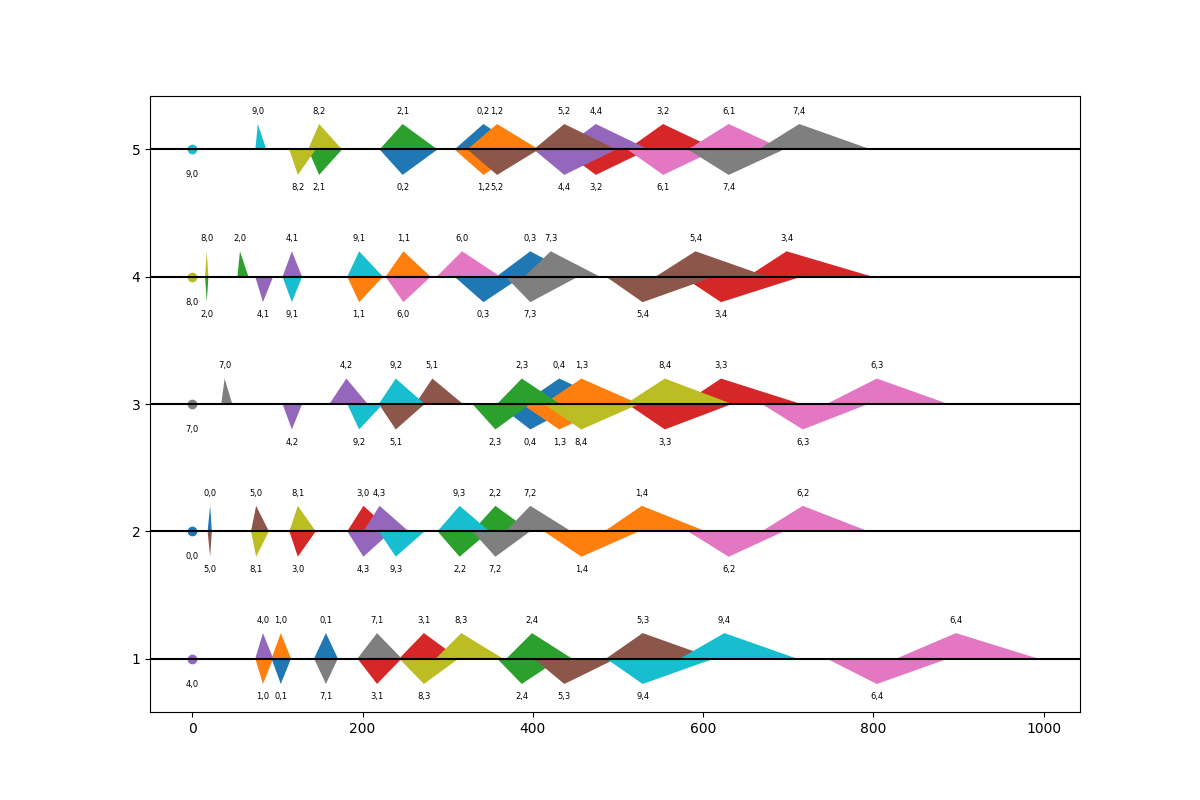 9,0 8,2 2,1 0,2 1,2 5,2 4,4 3,2 6,1 7,4
5
9,0 8,2 2,1 0,2 1,2 5,2 4,4 3,2 6,1 7,4
8,0 2,0 4,1 9,1 1,1 6,0 0,3 7,3 5,4 3,4
4
8,0 2,0 4,1 9,1 1,1 6,0 0,3 7,3 5,4 3,4
7,0 4,2 9,2 5,1 2,3 0,4 1,3 8,4 3,3 6,3
3
7,0 4,2 9,2 5,1 2,3 0,4 1,3 8,4 3,3 6,3
0,0 5,0 8,1 3,0 4,3 9,3 2,2 7,2 1,4 6,2
2
0,0 5,0 8,1 3,0 4,3 9,3 2,2 7,2 1,4 6,2
4,0 1,0 0,1 7,1 3,1 8,3 2,4 5,3 9,4 6,4
1
4,0 1,0 0,1 7,1 3,1 8,3 2,4 5,3 9,4 6,4
0 200 400 600 800 1000